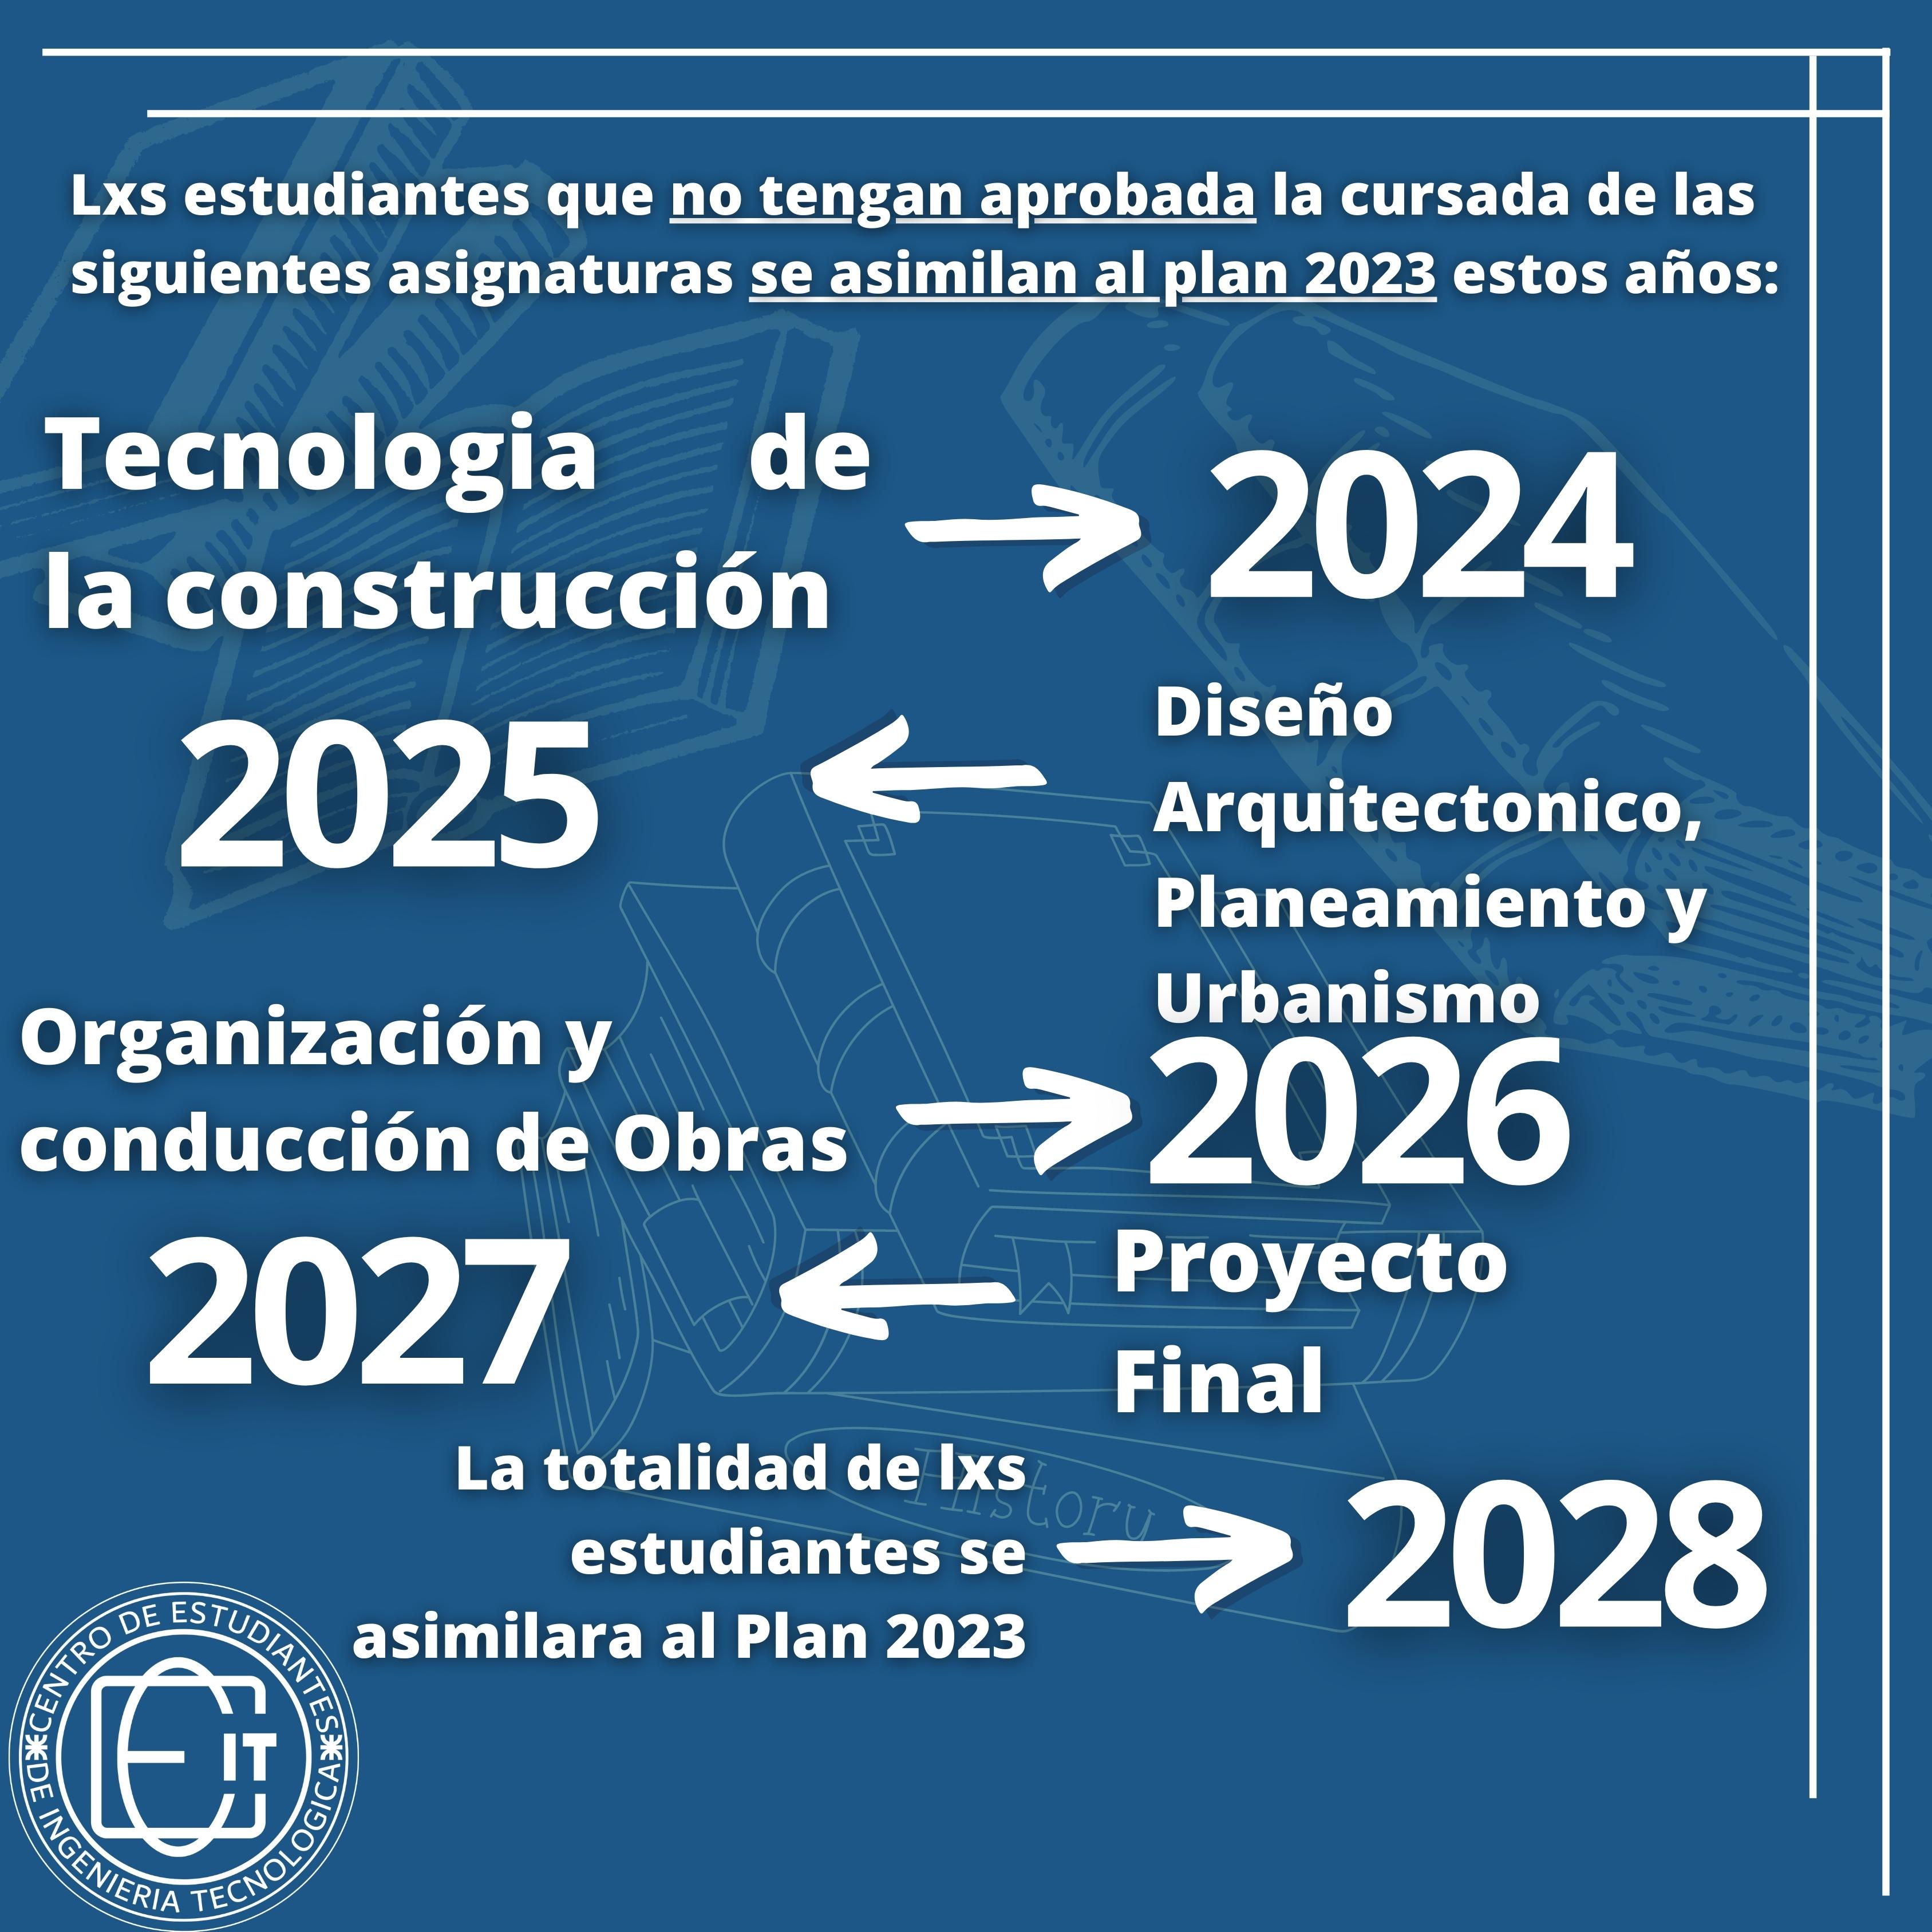 Lxs estudiantes que no tengan aprobada la cursada de las
siguientes asignaturas se asimilan al plan 2023 estos años:
Tecnologia de
la construcción
2024
Diseño
Arquitectonico,
Planeamiento y
Urbanismo
2025
Organización y
conducción de Obras
2026
Proyecto
Final
2027
La totalidad de lxs
estudiantes se
asimilara al Plan 2023
2028
History
CENTRO DE ESTUDIANTES
DE INGENIERIA TECNOLOGICA
CE IT